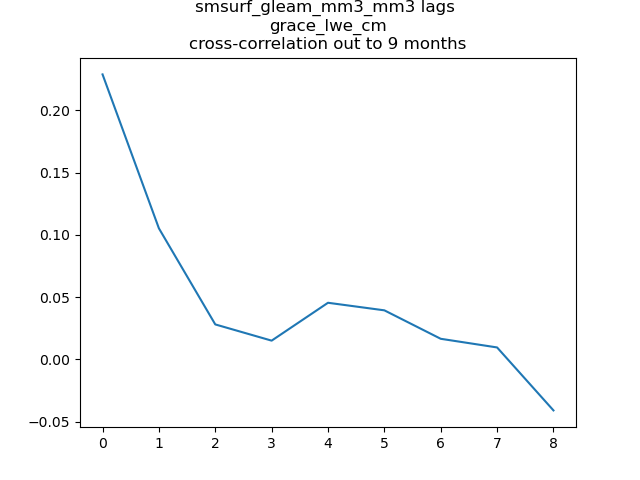 smsurf_gleam_mm3_mm3 lags
grace_lwe_cm
cross-correlation out to 9 months
0.20
0.15
0.10
0.05
0.00
−0.05
0 1 2 3 4 5 6 7 8